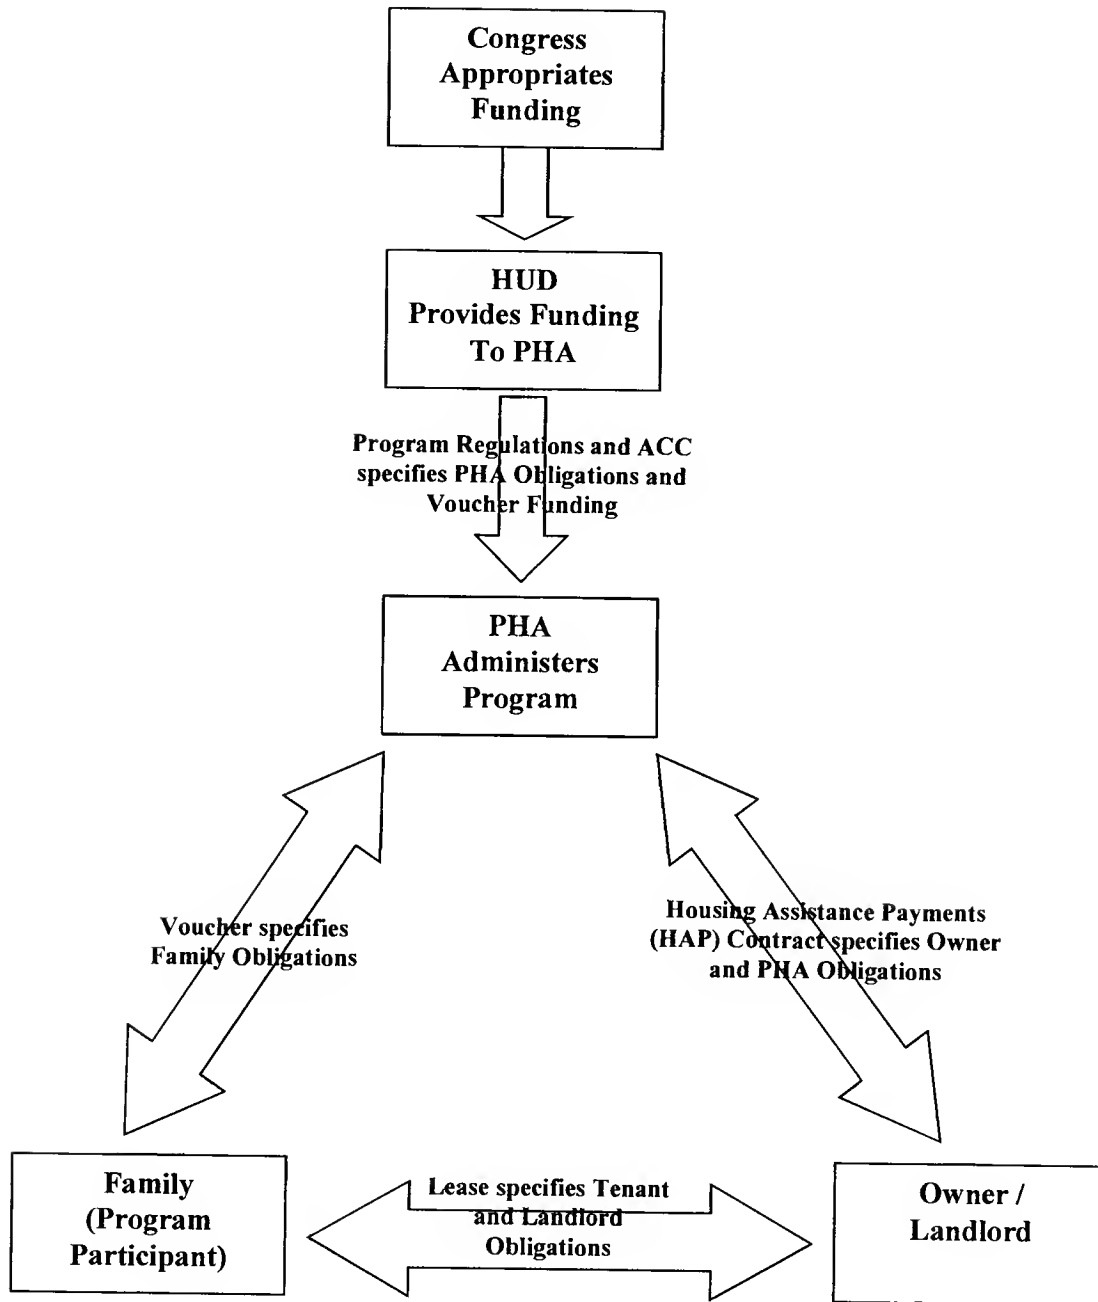 Congress
Appropriates
Funding
HUD
Provides Funding
To PHA
Program Regulations and ACC
specifies PHA Obligations and
Voucher Funding
PHA
Administers
Program
Voucher specifies
Family Obligations
Housing Assistance Payments
(HAP) Contract specifies Owner
and PHA Obligations
Family
(Program
Participant)
Lease specifies Tenant
and Landlord
Obligations
Owner /
Landlord